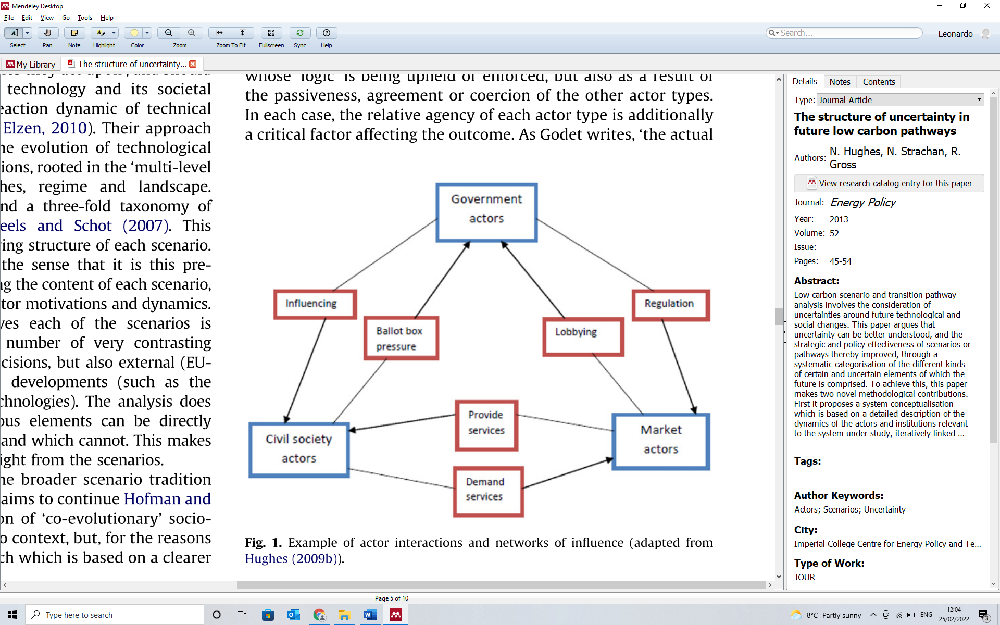 Mendeley Desktop
File Edit View Go Tools Help
Select Pan Note Highlight Color Zoom Zoom To Fit Fullscreen Sync Help
Search...
Leonardo
My Library
The structure of uncertainty...
technology and its societal
eaction dynamic of technical
Elzen, 2010). Their approach
he evolution of technological
ions, rooted in the ‘multi-level
hes, regime and landscape.
nd a three-fold taxonomy of
eels and Schot (2007). This
ving structure of each scenario.
the sense that it is this pre-
ng the content of each scenario,
tor motivations and dynamics.
ves each of the scenarios is
number of very contrasting
cisions, but also external (EU-
developments (such as the
chnologies). The analysis does
ous elements can be directly
and which cannot. This makes
ight from the scenarios.
he broader scenario tradition
aims to continue Hofman and
on of ‘co-evolutionary’ socio-
o context, but, for the reasons
ch which is based on a clearer
whose ‘logic’ is being upheld or enforced, but also as a result of
the passiveness, agreement or coercion of the other actor types.
In each case, the relative agency of each actor type is additionally
a critical factor affecting the outcome. As Godet writes, ‘the actual
Government
actors
Influencing
Regulation
Ballot box
pressure
Lobbying
Provide
services
Civil society
actors
Market
actors
Demand
services
Fig. 1. Example of actor interactions and networks of influence (adapted from
Hughes (2009b)).
Details Notes Contents
Type: Journal Article
The structure of uncertainty in
future low carbon pathways
Authors: N. Hughes, N. Strachan, R.
Gross
View research catalog entry for this paper
Journal: Energy Policy
Year: 2013
Volume: 52
Issue:
Pages: 45-54
Abstract:
Low carbon scenario and transition pathway
analysis involves the consideration of
uncertainties around future technological and
social changes. This paper argues that
uncertainty can be better understood, and the
strategic and policy effectiveness of scenarios or
pathways thereby improved, through a
systematic categorisation of the different kinds
of certain and uncertain elements of which the
future is comprised. To achieve this, this paper
makes two novel methodological contributions.
First it proposes a system conceptualisation
which is based on a detailed description of the
dynamics of the actors and institutions relevant
to the system under study, iteratively linked ...
Tags:
Author Keywords:
Actors; Scenarios; Uncertainty
City:
Imperial College Centre for Energy Policy and Te...
Type of Work:
JOUR
Page 5 of 10
Type here to search
8°C Partly sunny
ENG
12:04
25/02/2022
3